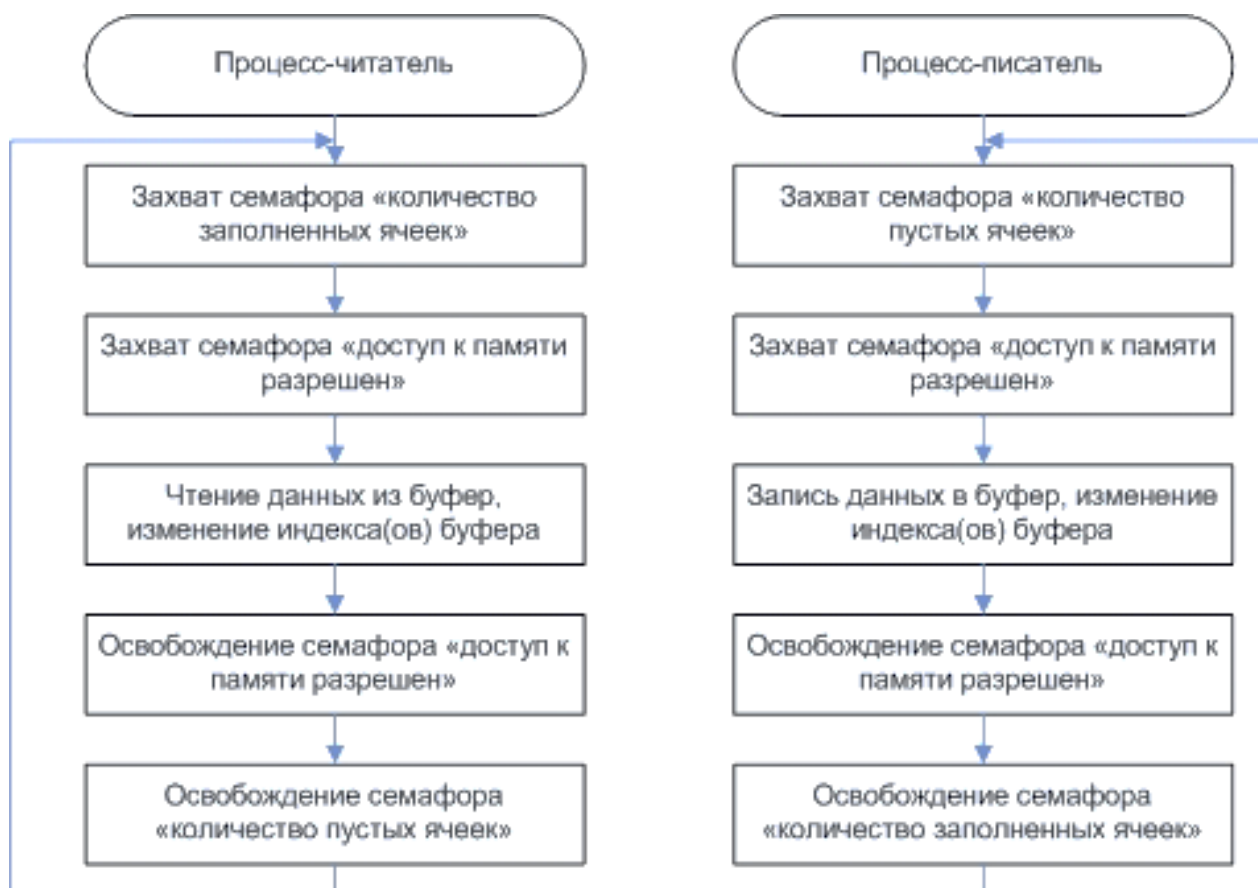 Процесс-читатель
Захват семафора «количество
заполненных ячеек»
Захват семафора «доступ к памяти
разрешен»
Чтение данных из буфер,
изменение индекса(ов) буфера
Освобождение семафора «доступ к
памяти разрешен»
Освобождение семафора
«количество пустых ячеек»
Процесс-писатель
Захват семафора «количество
пустых ячеек»
Захват семафора «доступ к памяти
разрешен»
Запись данных в буфер, изменение
индекса(ов) буфера
Освобождение семафора «доступ к
памяти разрешен»
Освобождение семафора
«количество заполненных ячеек»